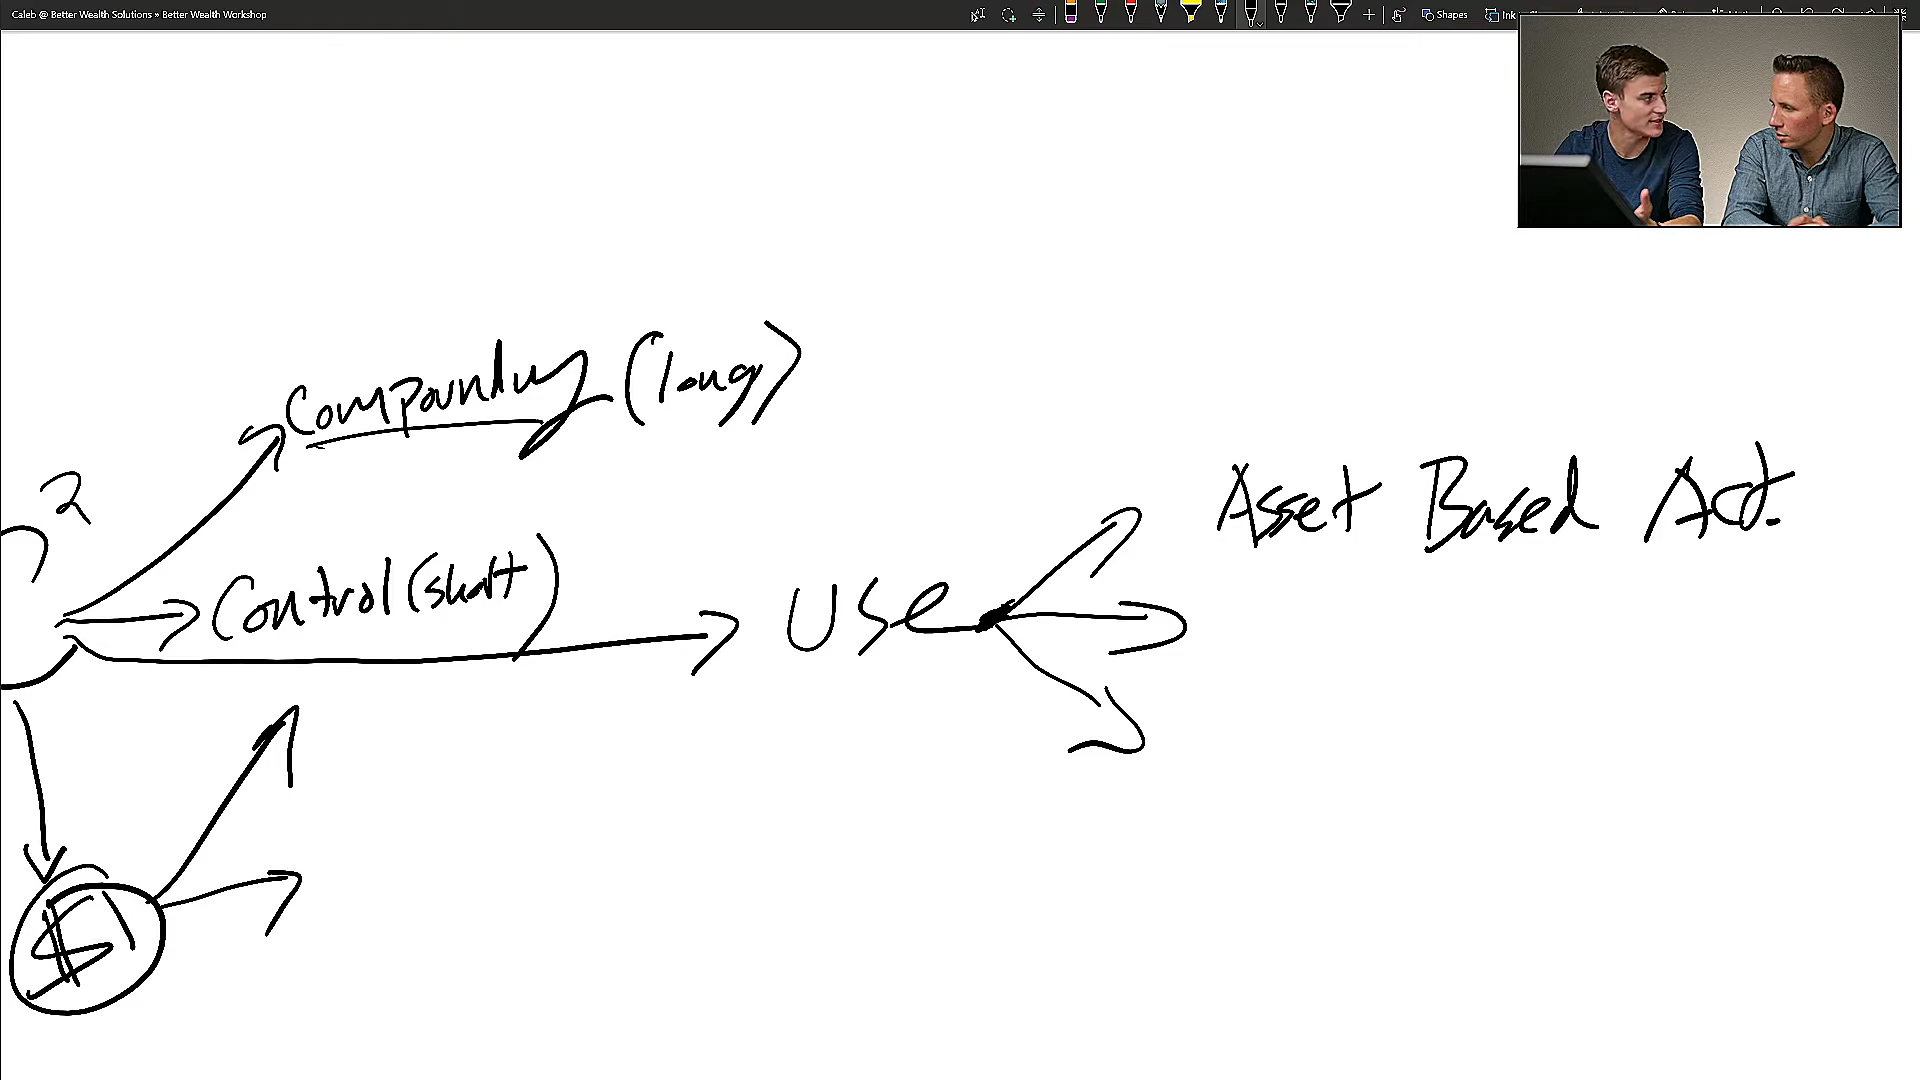 Caleb @ Better Wealth Solutions » Better Wealth Workshop
Shapes
Ink
Compounding (long)
2
Asset Based Act.
Control (short)
Use
$1